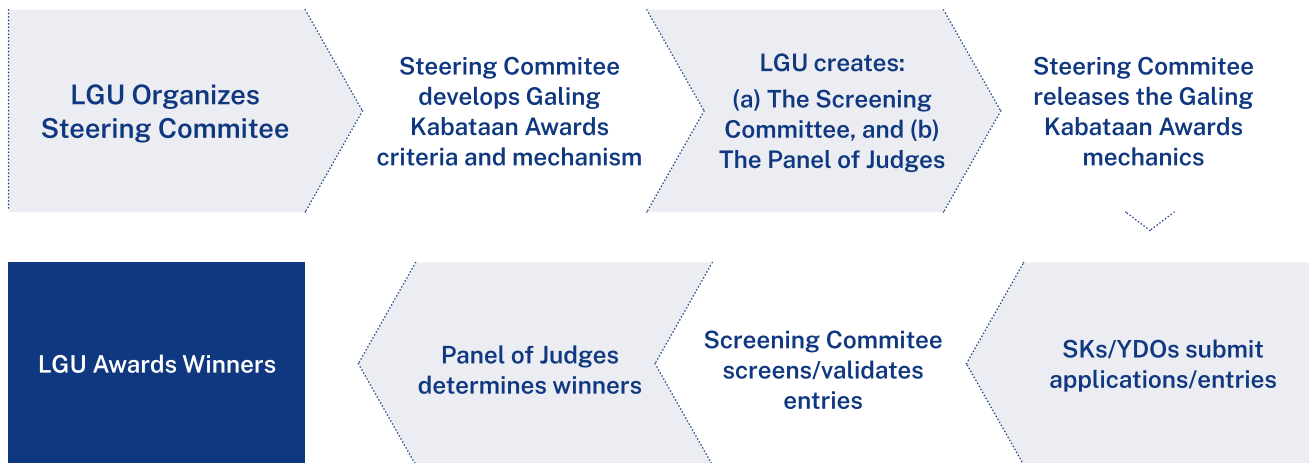 LGU Organizes
Steering Commitee
Steering Commitee
develops Galing
Kabataan Awards
criteria and mechanism
LGU creates:
(a) The Screening
Committee, and (b)
The Panel of Judges
Steering Commitee
releases the Galing
Kabataan Awards
mechanics
SKs/YDOs submit
applications/entries
Screening Commitee
screens/validates
entries
Panel of Judges
determines winners
LGU Awards Winners